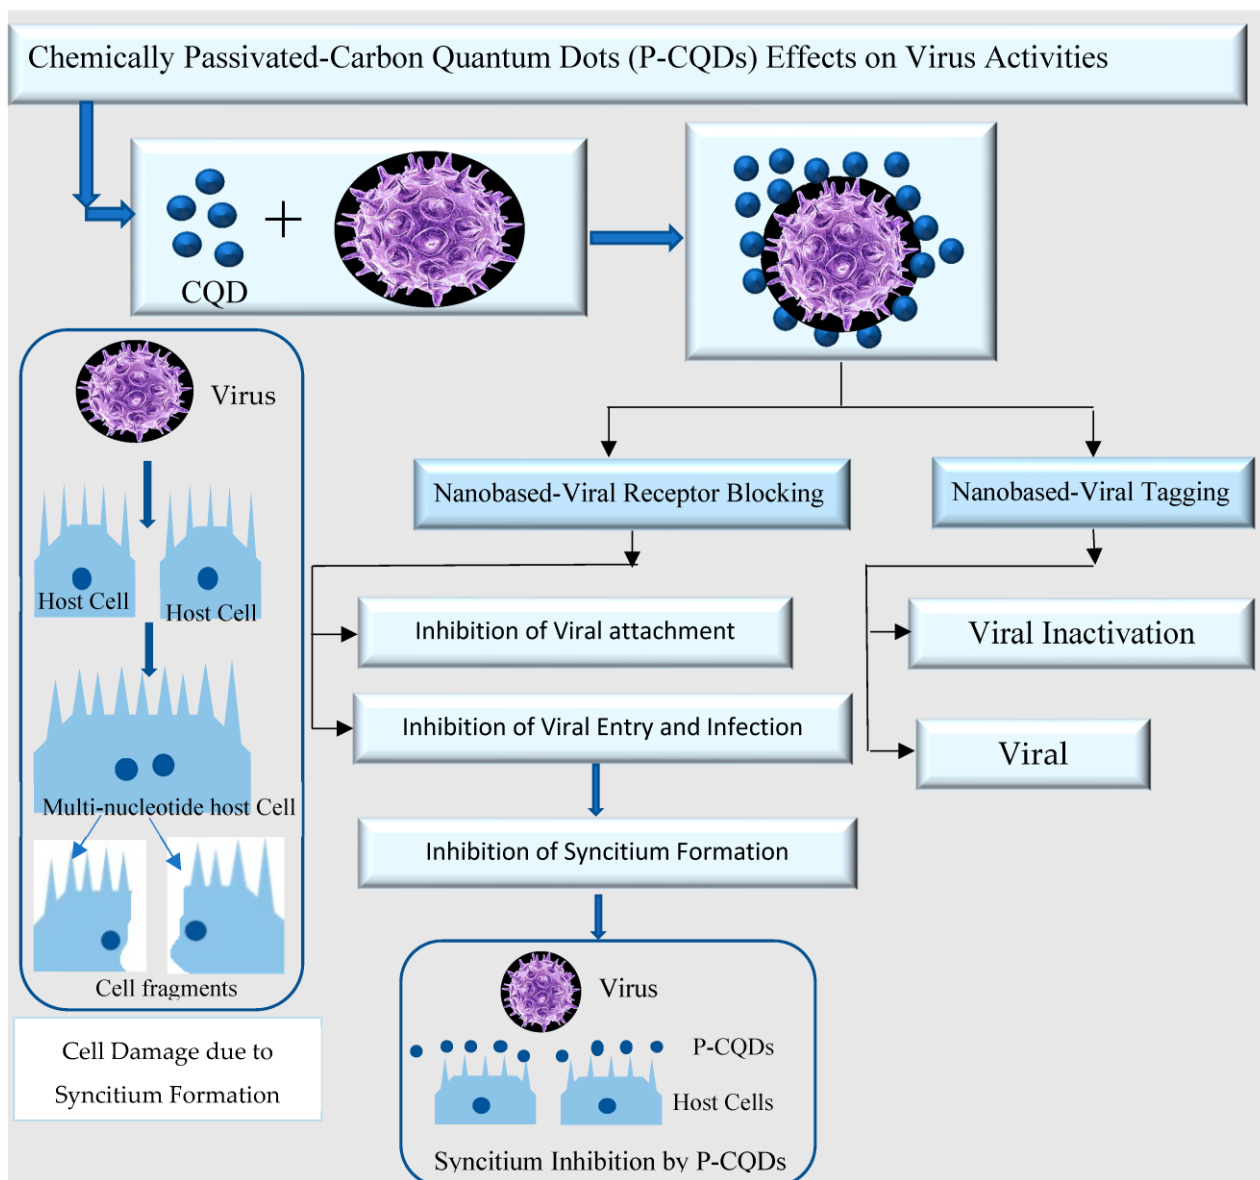 Chemically Passivated-Carbon Quantum Dots (P-CQDs) Effects on Virus Activities
CQD
Virus
Host Cell
Host Cell
Multi-nucleotide host Cell
Cell fragments
Cell Damage due to
Syncitium Formation
Nanobased-Viral Receptor Blocking
Inhibition of Viral attachment
Inhibition of Viral Entry and Infection
Inhibition of Syncitium Formation
Virus
P-CQDs
Host Cells
Syncitium Inhibition by P-CQDs
Nanobased-Viral Tagging
Viral Inactivation
Viral